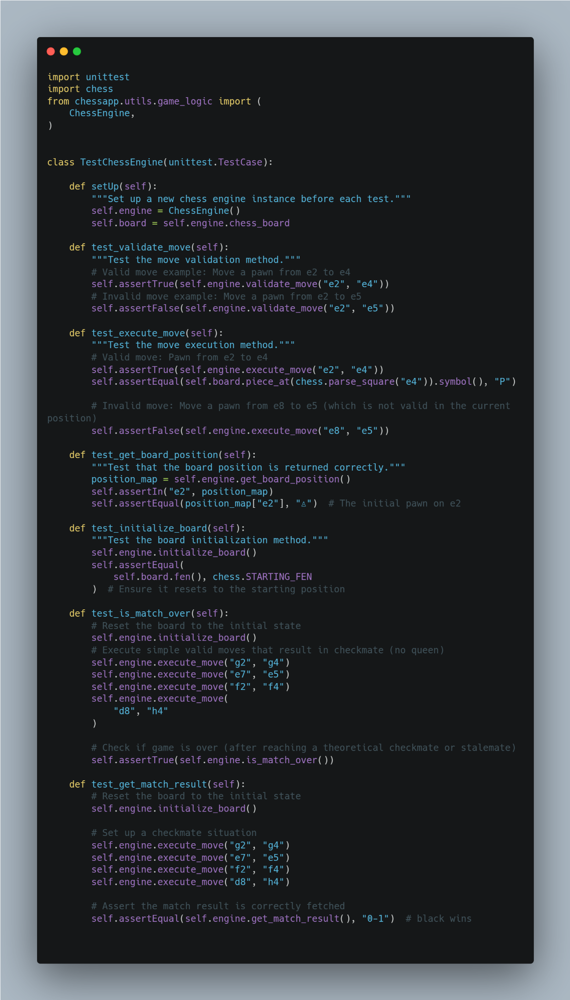 import unittest
import chess
from chessapp.utils.game_logic import (
    ChessEngine,
)


class TestChessEngine(unittest.TestCase):

    def setUp(self):
        """Set up a new chess engine instance before each test."""
        self.engine = ChessEngine()
        self.board = self.engine.chess_board

    def test_validate_move(self):
        """Test the move validation method."""
        # Valid move example: Move a pawn from e2 to e4
        self.assertTrue(self.engine.validate_move("e2", "e4"))
        # Invalid move example: Move a pawn from e2 to e5
        self.assertFalse(self.engine.validate_move("e2", "e5"))

    def test_execute_move(self):
        """Test the move execution method."""
        # Valid move: Pawn from e2 to e4
        self.assertTrue(self.engine.execute_move("e2", "e4"))
        self.assertEqual(self.board.piece_at(chess.parse_square("e4")).symbol(), "P")

        # Invalid move: Move a pawn from e8 to e5 (which is not valid in the current
position)
        self.assertFalse(self.engine.execute_move("e8", "e5"))

    def test_get_board_position(self):
        """Test that the board position is returned correctly."""
        position_map = self.engine.get_board_position()
        self.assertIn("e2", position_map)
        self.assertEqual(position_map["e2"], "♙")  # The initial pawn on e2

    def test_initialize_board(self):
        """Test the board initialization method."""
        self.engine.initialize_board()
        self.assertEqual(
            self.board.fen(), chess.STARTING_FEN
        )  # Ensure it resets to the starting position

    def test_is_match_over(self):
        # Reset the board to the initial state
        self.engine.initialize_board()
        # Execute simple valid moves that result in checkmate (no queen)
        self.engine.execute_move("g2", "g4")
        self.engine.execute_move("e7", "e5")
        self.engine.execute_move("f2", "f4")
        self.engine.execute_move(
            "d8", "h4"
        )

        # Check if game is over (after reaching a theoretical checkmate or stalemate)
        self.assertTrue(self.engine.is_match_over())

    def test_get_match_result(self):
        # Reset the board to the initial state
        self.engine.initialize_board()

        # Set up a checkmate situation
        self.engine.execute_move("g2", "g4")
        self.engine.execute_move("e7", "e5")
        self.engine.execute_move("f2", "f4")
        self.engine.execute_move("d8", "h4")

        # Assert the match result is correctly fetched
        self.assertEqual(self.engine.get_match_result(), "0-1")  # black wins